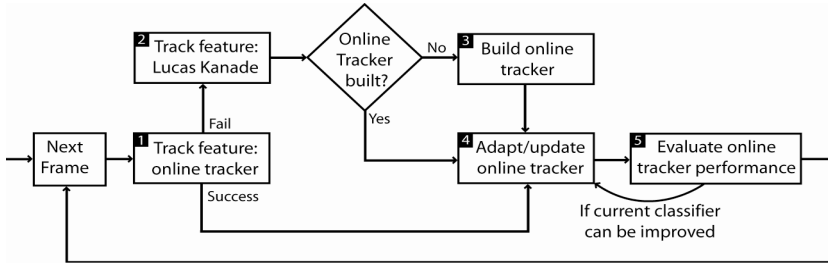 2
Track feature:
Lucas Kanade
Online
Tracker
built?
No
3
Build online
tracker
Yes
Fail
Next
Frame
1
Track feature:
online tracker
Success
4
Adapt/update
online tracker
5
Evaluate online
tracker performance
If current classifier
can be improved